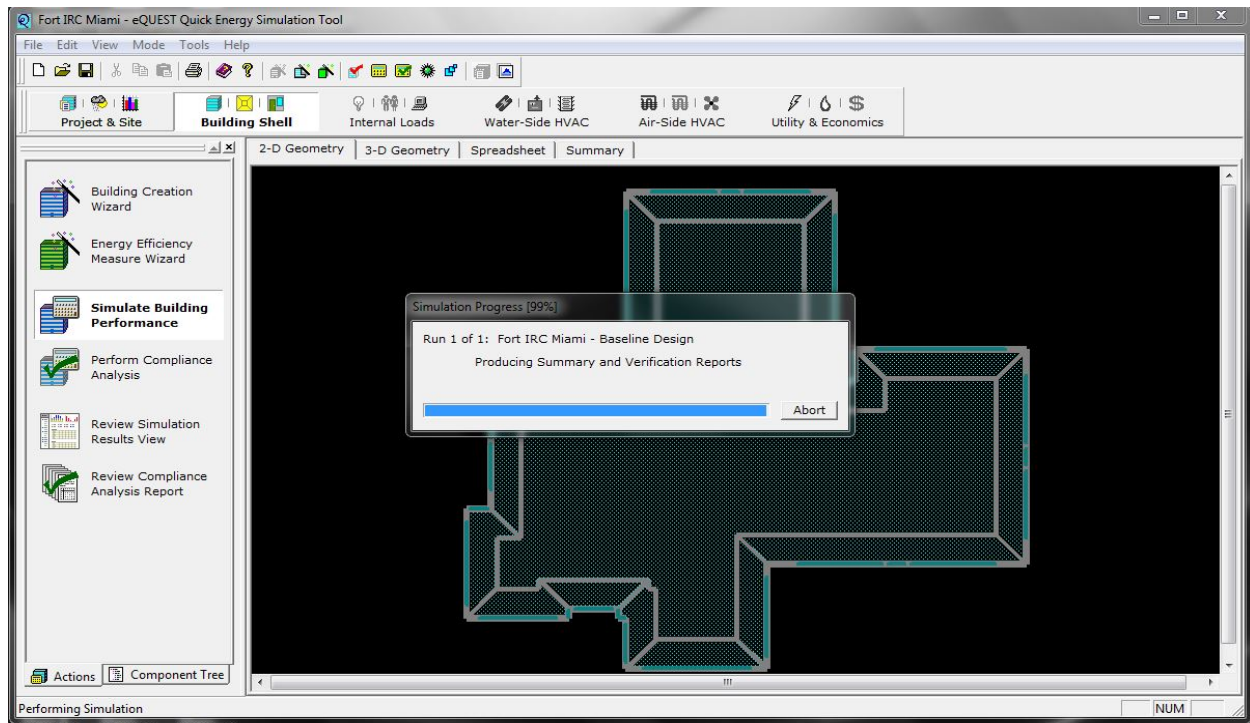 Fort IRC Miami - eQUEST Quick Energy Simulation Tool
File Edit View Mode Tools Help
Project & Site
Building Shell
Internal Loads
Water-Side HVAC
Air-Side HVAC
Utility & Economics
2-D Geometry
3-D Geometry
Spreadsheet
Summary
Building Creation
Wizard
Energy Efficiency
Measure Wizard
Simulate Building
Performance
Perform Compliance
Analysis
Review Simulation
Results View
Review Compliance
Analysis Report
Simulation Progress [99%]
Run 1 of 1: Fort IRC Miami - Baseline Design
Producing Summary and Verification Reports
Abort
Actions
Component Tree
Performing Simulation
NUM